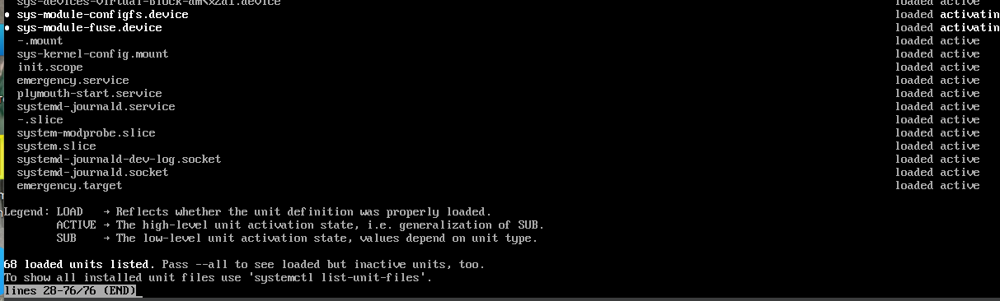 sys-devices-virtual-block-dm\x2d1.device loaded active
● sys-module-configfs.device loaded activatin
● sys-module-fuse.device loaded activatin
-.mount loaded active
sys-kernel-config.mount loaded active
init.scope loaded active
emergency.service loaded active
plymouth-start.service loaded active
systemd-journald.service loaded active
-.slice loaded active
system-modprobe.slice loaded active
system.slice loaded active
systemd-journald-dev-log.socket loaded active
systemd-journald.socket loaded active
emergency.target loaded active
Legend: LOAD → Reflects whether the unit definition was properly loaded.
ACTIVE → The high-level unit activation state, i.e. generalization of SUB.
SUB → The low-level unit activation state, values depend on unit type.
68 loaded units listed. Pass --all to see loaded but inactive units, too.
To show all installed unit files use 'systemctl list-unit-files'.
lines 28-76/76 (END)